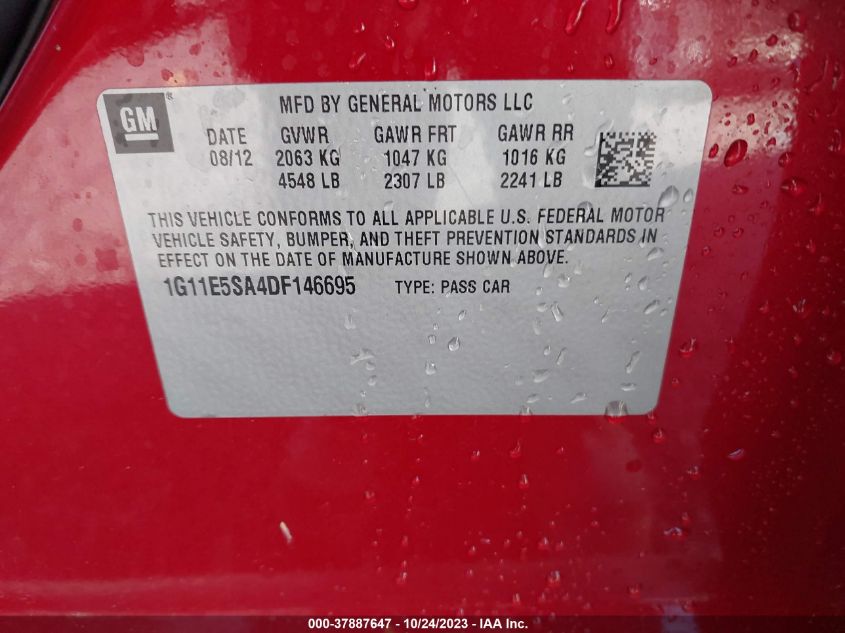 GM®
MFD BY GENERAL MOTORS LLC
DATE GVWR GAWR FRT GAWR RR
08/12 2063 KG 1047 KG 1016 KG
4548 LB 2307 LB 2241 LB
THIS VEHICLE CONFORMS TO ALL APPLICABLE U.S. FEDERAL MOTOR
VEHICLE SAFETY, BUMPER, AND THEFT PREVENTION STANDARDS IN
EFFECT ON THE DATE OF MANUFACTURE SHOWN ABOVE.
1G11E5SA4DF146695 TYPE: PASS CAR
000-37887647 - 10/24/2023 - IAA Inc.